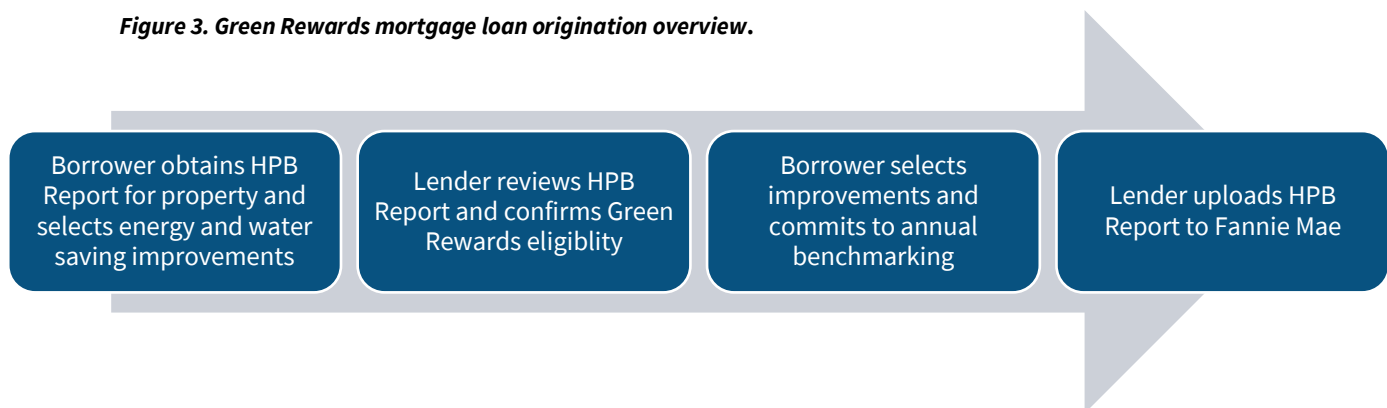 Figure 3. Green Rewards mortgage loan origination overview.
Borrower obtains HPB
Report for property and
selects energy and water
saving improvements
Lender reviews HPB
Report and confirms Green
Rewards eligiblity
Borrower selects
improvements and
commits to annual
benchmarking
Lender uploads HPB
Report to Fannie Mae